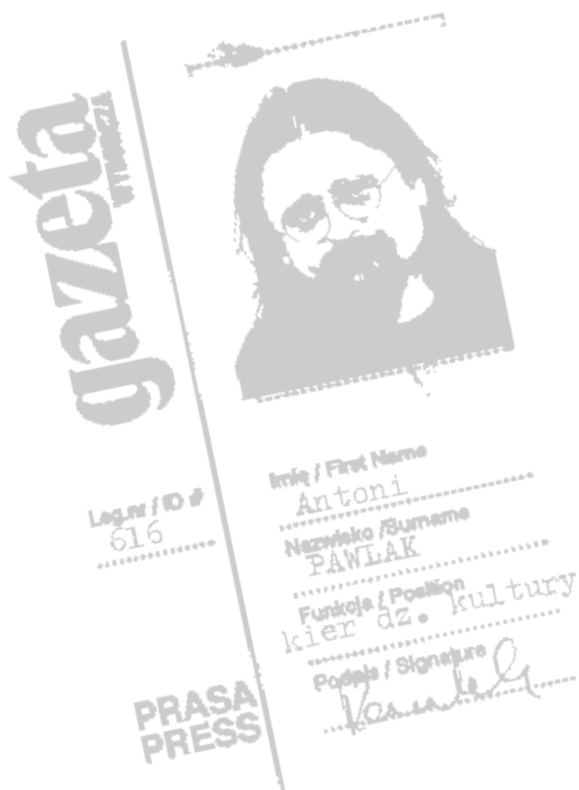 gazeta
WYBORCZA
Leg.nr / ID #
616
PRASA
PRESS
Imię / First Name
Antoni
Nazwisko /Surname
PAWLAK
Funkcja / Position
kier dz. kultury
Podpis / Signature